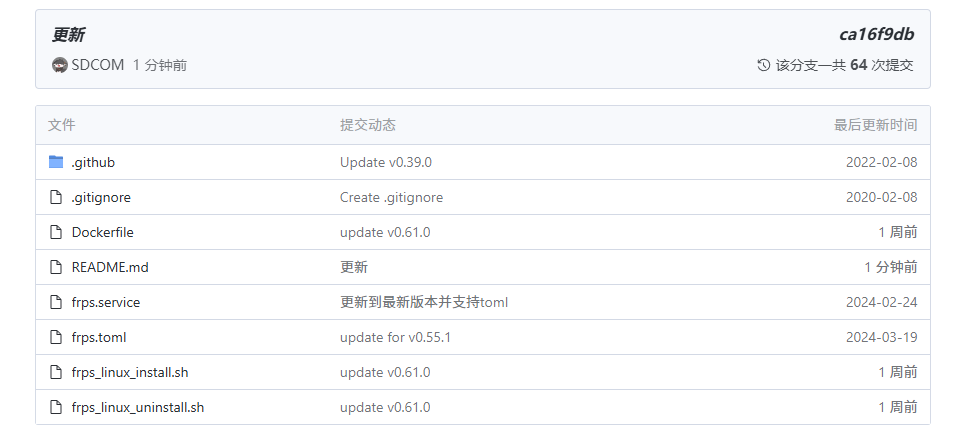 更新 ca16f9db
SDCOM 1 分钟前 该分支一共 64 次提交
文件 提交动态 最后更新时间
.github Update v0.39.0 2022-02-08
.gitignore Create .gitignore 2020-02-08
Dockerfile update v0.61.0 1 周前
README.md 更新 1 分钟前
frps.service 更新到最新版本并支持toml 2024-02-24
frps.toml update for v0.55.1 2024-03-19
frps_linux_install.sh update v0.61.0 1 周前
frps_linux_uninstall.sh update v0.61.0 1 周前